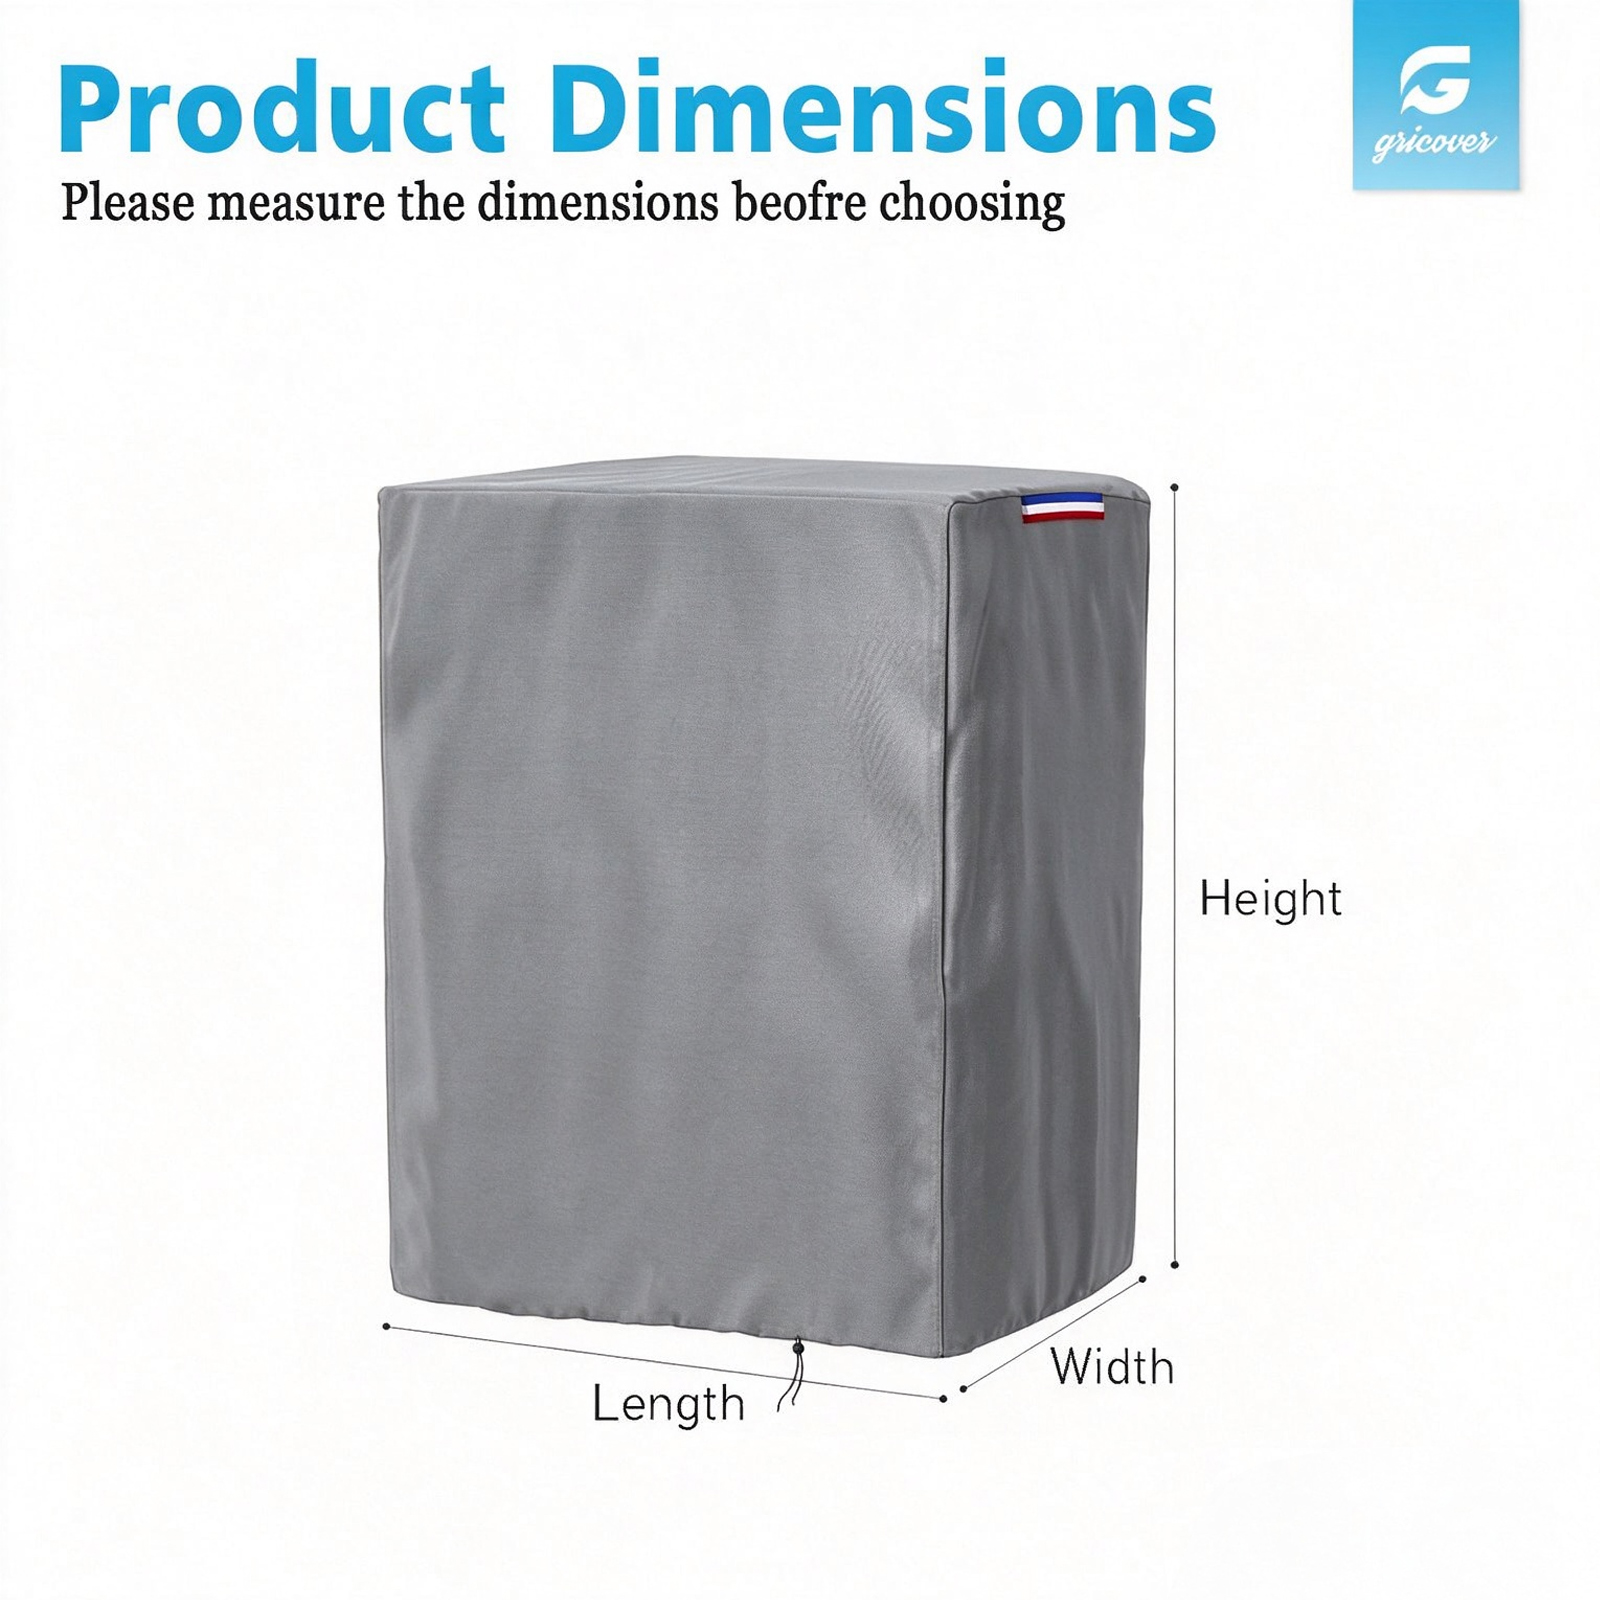 Product Dimensions
Please measure the dimensions beofre choosing
gricover
Height
Width
Length